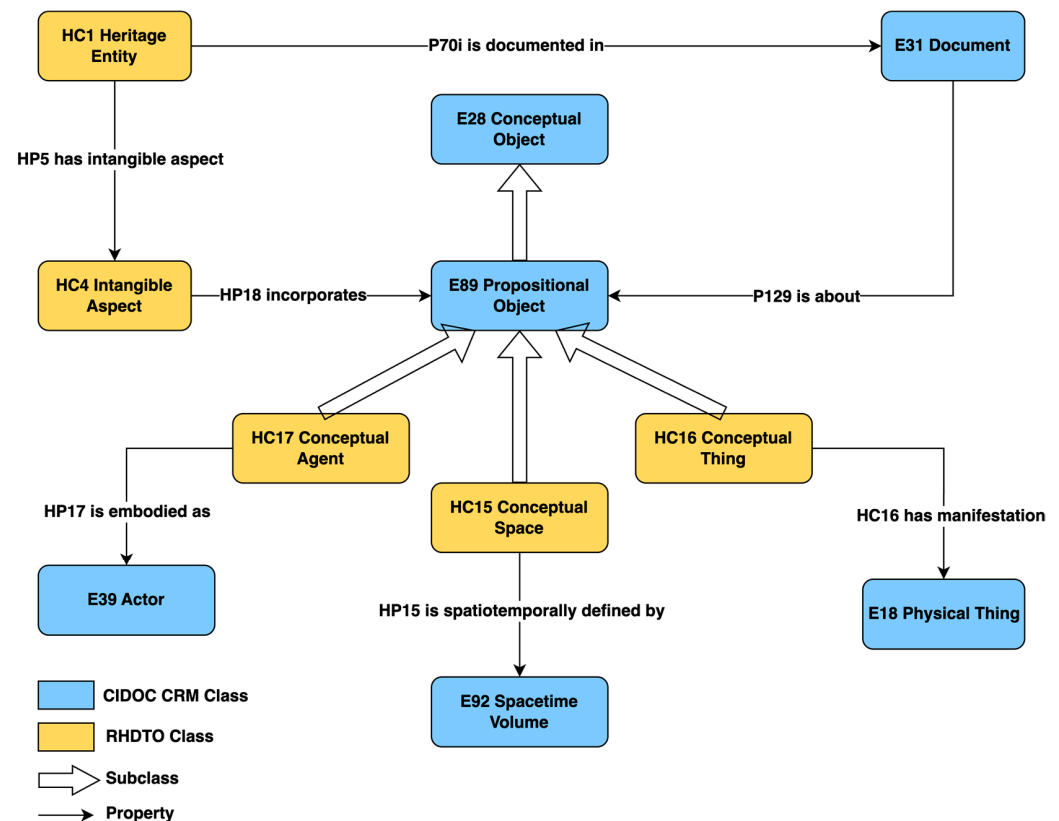 HC1 Heritage
Entity
P70i is documented in
E31 Document
E28 Conceptual
Object
HP5 has intangible aspect
HC4 Intangible
Aspect
HP18 incorporates
E89 Propositional
Object
P129 is about
HC17 Conceptual
Agent
HC16 Conceptual
Thing
HC15 Conceptual
Space
HP17 is embodied as
HC16 has manifestation
E39 Actor
HP15 is spatiotemporally defined by
E18 Physical Thing
E92 Spacetime
Volume
CIDOC CRM Class
RHDTO Class
Subclass
Property